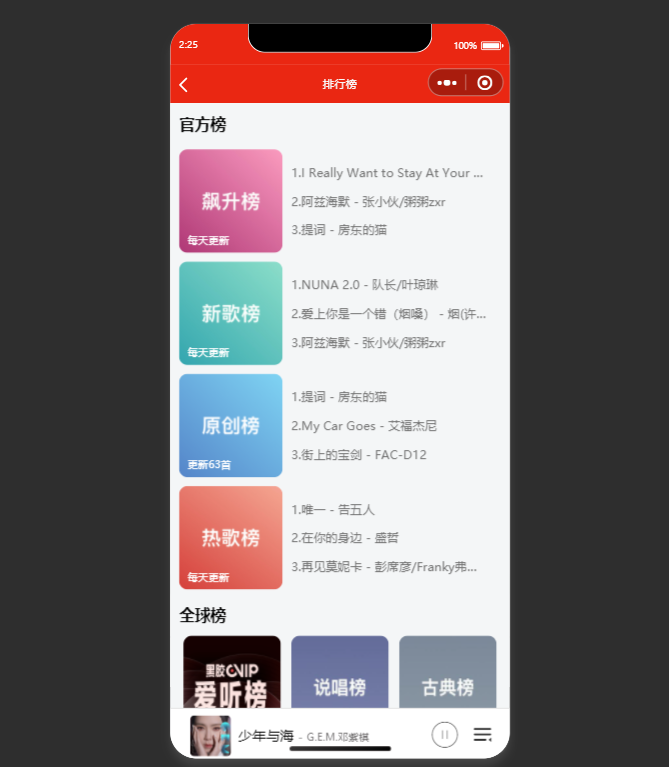 2:25
100%
排行榜
官方榜
飙升榜
每天更新
1.I Really Want to Stay At Your ...
2.阿兹海默 - 张小伙/粥粥zxr
3.提词 - 房东的猫
新歌榜
每天更新
1.NUNA 2.0 - 队长/叶琼琳
2.爱上你是一个错（烟嗓） - 烟(许...
3.阿兹海默 - 张小伙/粥粥zxr
原创榜
更新63首
1.提词 - 房东的猫
2.My Car Goes - 艾福杰尼
3.街上的宝剑 - FAC-D12
热歌榜
每天更新
1.唯一 - 告五人
2.在你的身边 - 盛哲
3.再见莫妮卡 - 彭席彦/Franky弗...
全球榜
黑胶VIP
爱听榜
说唱榜
古典榜
少年与海 - G.E.M.邓紫棋